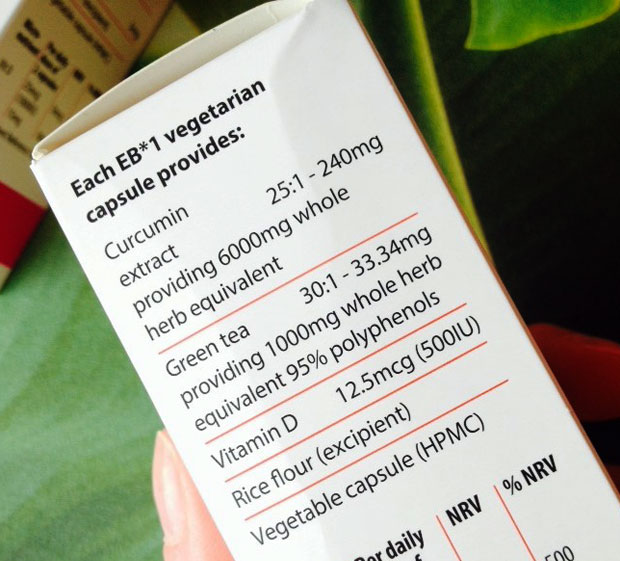 Each EB*1 vegetarian
capsule provides:
Curcumin 25:1 - 240mg
extract
providing 6000mg whole
herb equivalent
Green tea 30:1 - 33.34mg
providing 1000mg whole herb
equivalent 95% polyphenols
Vitamin D 12.5mcg (500IU)
Rice flour (excipient)
Vegetable capsule (HPMC)
NRV % NRV
Per daily